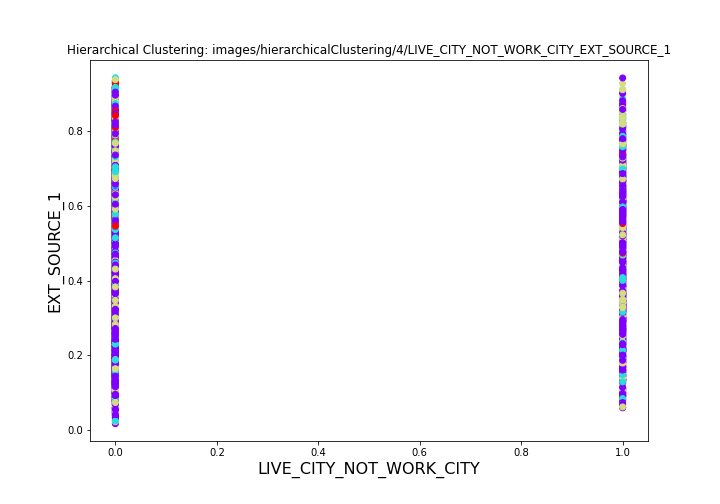 Hierarchical Clustering: images/hierarchicalClustering/4/LIVE_CITY_NOT_WORK_CITY_EXT_SOURCE_1
EXT_SOURCE_1
0.8
0.6
0.4
0.2
0.0
0.0 0.2 0.4 0.6 0.8 1.0
LIVE_CITY_NOT_WORK_CITY